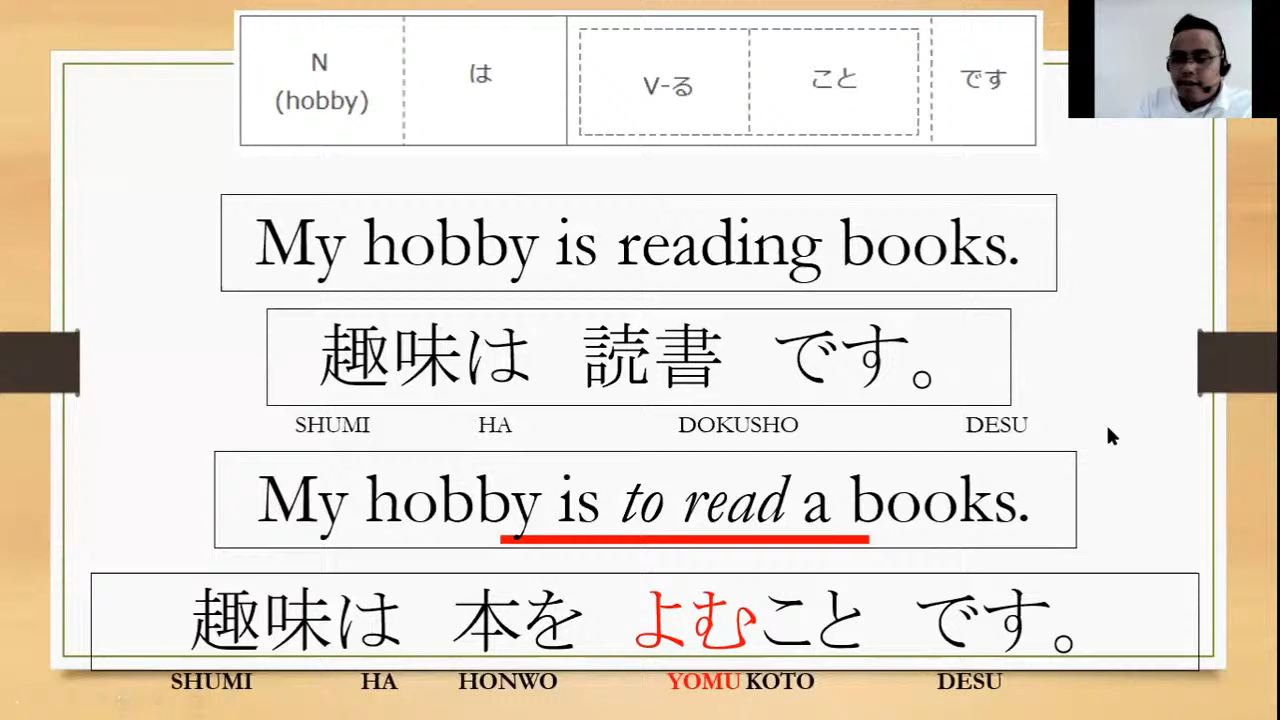 N は V-る こと です
(hobby)
My hobby is reading books.
趣味は 読書 です。
SHUMI HA DOKUSHO DESU
My hobby is to read a books.
趣味は 本を よむこと です。
SHUMI HA HONWO YOMU KOTO DESU